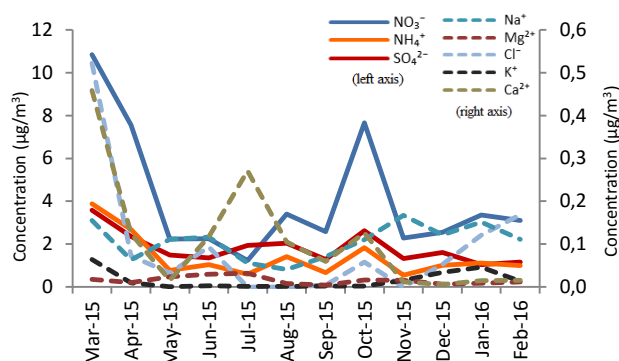 12
10
8
6
4
2
0
Concentration (µg/m³)
NO₃⁻
NH₄⁺
SO₄²⁻
(left axis)
Na⁺
Mg²⁺
Cl⁻
K⁺
Ca²⁺
(right axis)
0,6
0,5
0,4
0,3
0,2
0,1
0,0
Concentration (µg/m³)
Mar-15
Apr-15
May-15
Jun-15
Jul-15
Aug-15
Sep-15
Oct-15
Nov-15
Dec-15
Jan-16
Feb-16